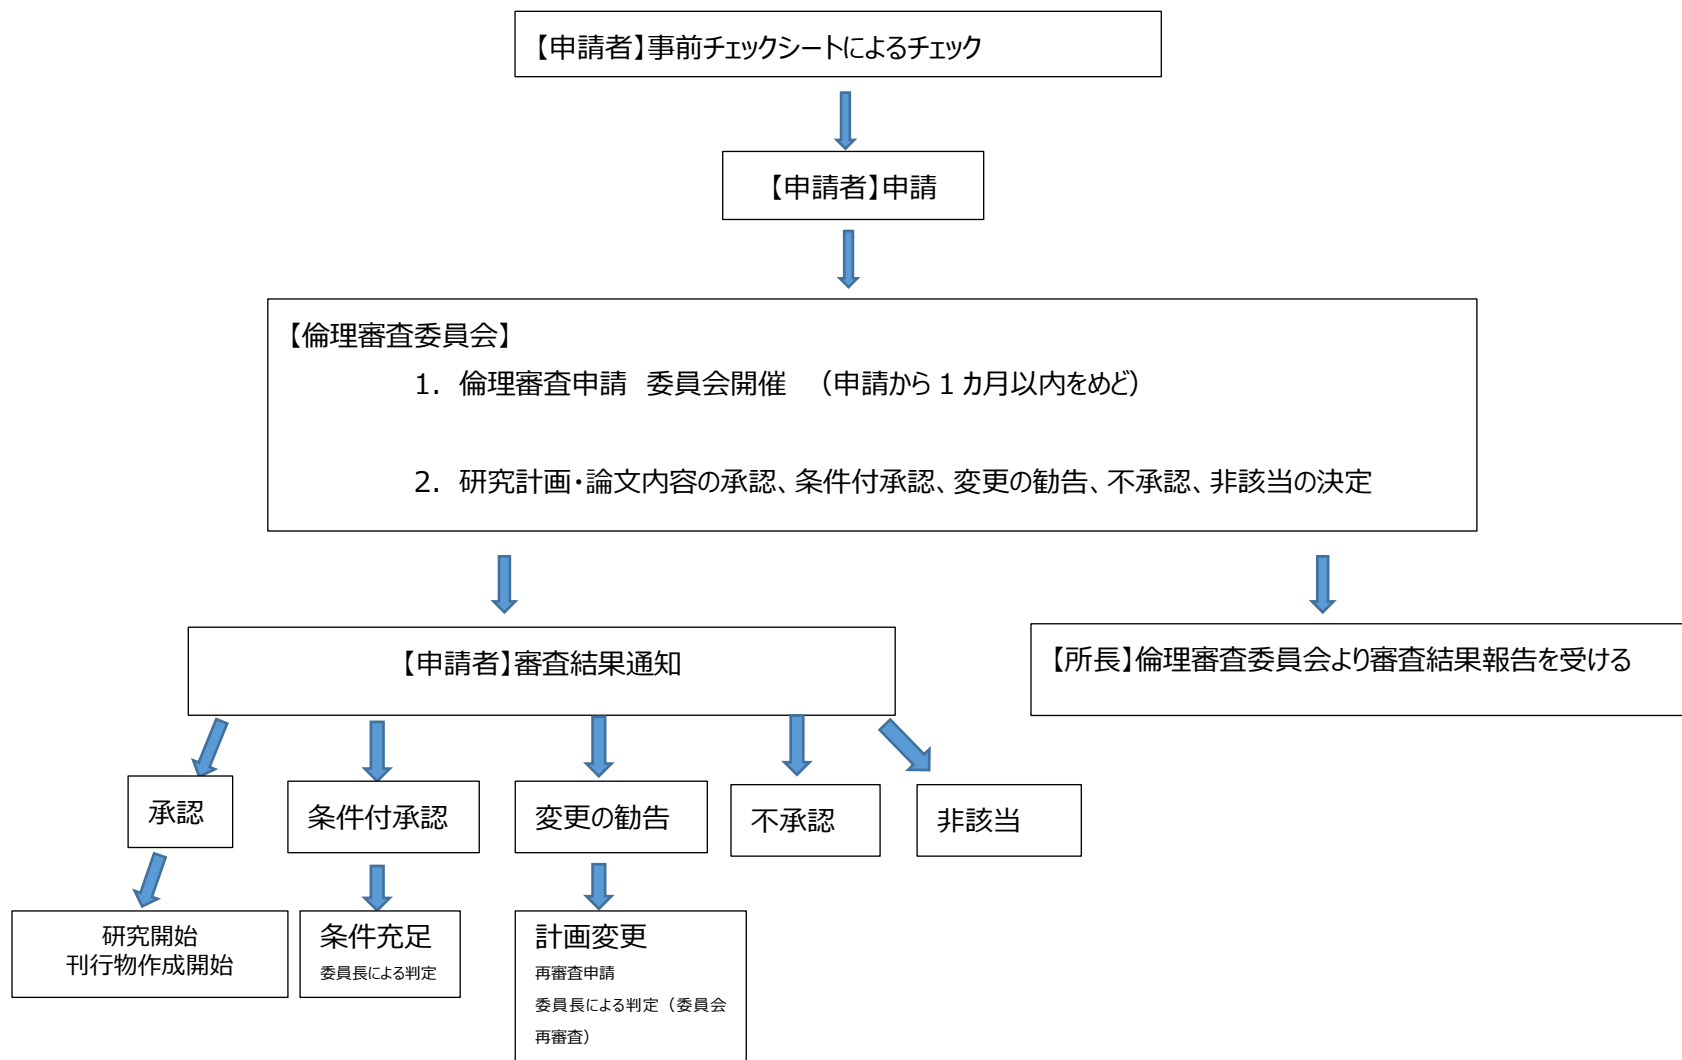 【申請者】事前チェックシートによるチェック
【申請者】申請
【倫理審査委員会】
1. 倫理審査申請 委員会開催 （申請から 1 カ月以内をめど）
2. 研究計画・論文内容の承認、条件付承認、変更の勧告、不承認、非該当の決定
【申請者】審査結果通知
【所長】倫理審査委員会より審査結果報告を受ける
承認
条件付承認
変更の勧告
不承認
非該当
研究開始
刊行物作成開始
条件充足
委員長による判定
計画変更
再審査申請
委員長による判定（委員会
再審査）